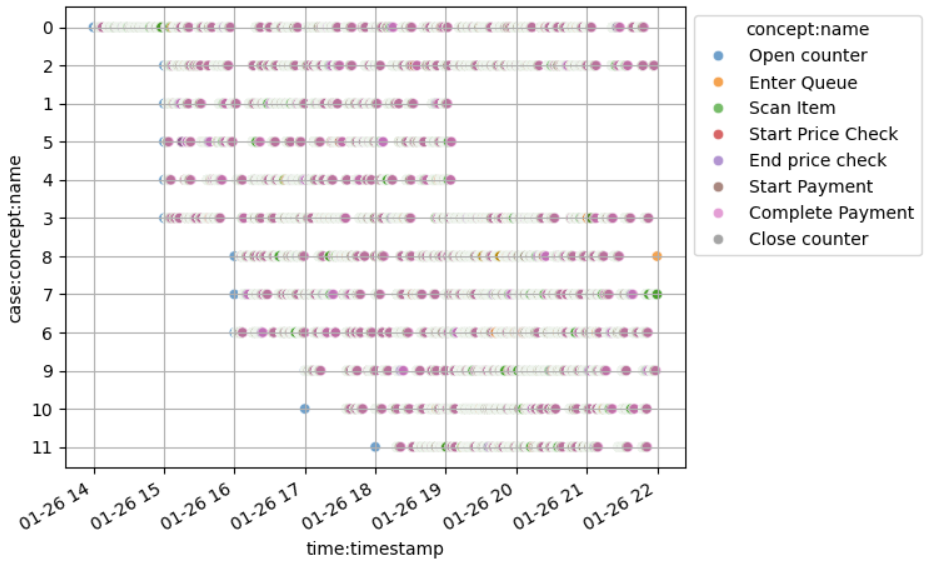 0
2
1
5
4
3
8
7
6
9
10
11
case:concept:name
01-26 14
01-26 15
01-26 16
01-26 17
01-26 18
01-26 19
01-26 20
01-26 21
01-26 22
time:timestamp
concept:name
Open counter
Enter Queue
Scan Item
Start Price Check
End price check
Start Payment
Complete Payment
Close counter